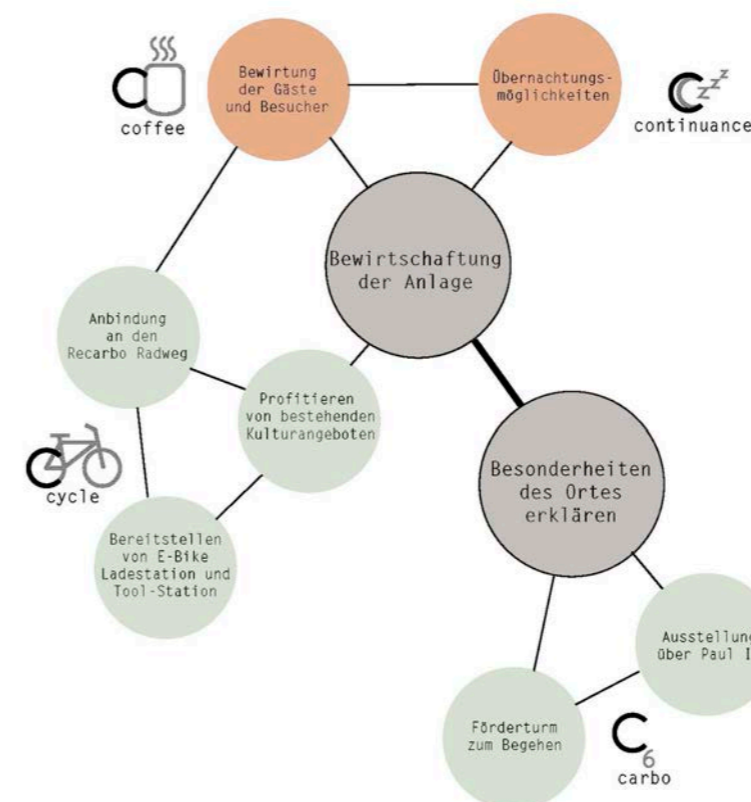 Bewirtung
der Gäste
und Besucher
Übernachtungs-
möglichkeiten
coffee
continuance
Bewirtschaftung
der Anlage
Anbindung
an den
Recarbo Radweg
Profitieren
von bestehenden
Kulturangeboten
cycle
Besonderheiten
des Ortes
erklären
Bereitstellen
von E-Bike
Ladestation und
Tool-Station
Ausstellung
über Paul I
Förderturm
zum Begehen
C6
carbo